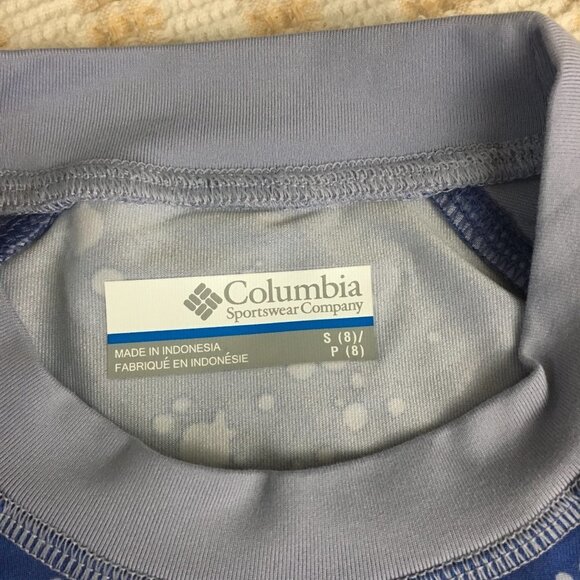 Columbia
Sportswear Company
MADE IN INDONESIA
FABRIQUÉ EN INDONÉSIE
S (8)/
P (8)